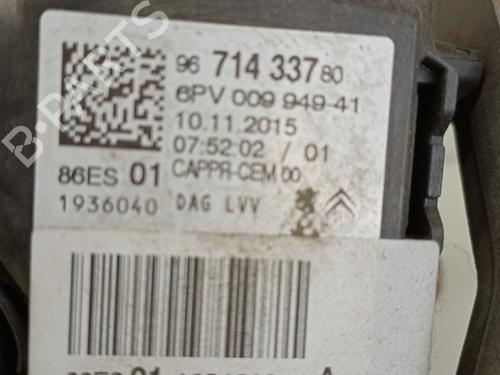 96 714 337 80
6PV 009 949-41
10.11.2015
07:52:02 / 01
86ES 01 CAPPR-CEM 00
1936040 DAG LVV